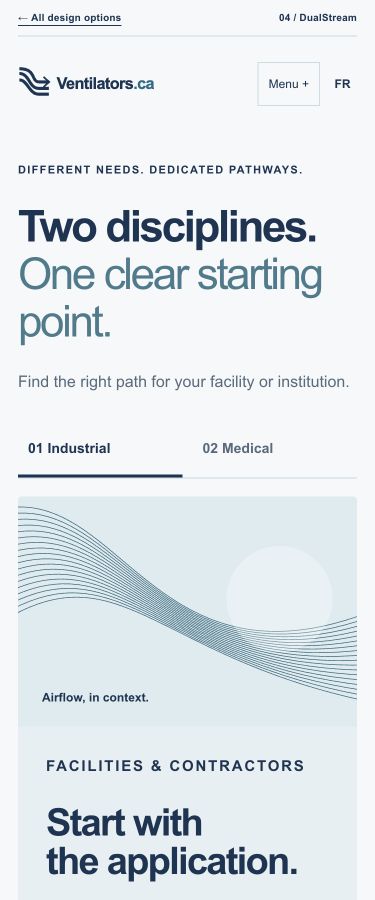 ← All design options
04 / DualStream
Ventilators.ca
Menu +
FR
DIFFERENT NEEDS. DEDICATED PATHWAYS.
Two disciplines.
One clear starting
point.
Find the right path for your facility or institution.
01 Industrial
02 Medical
Airflow, in context.
FACILITIES & CONTRACTORS
Start with
the application.